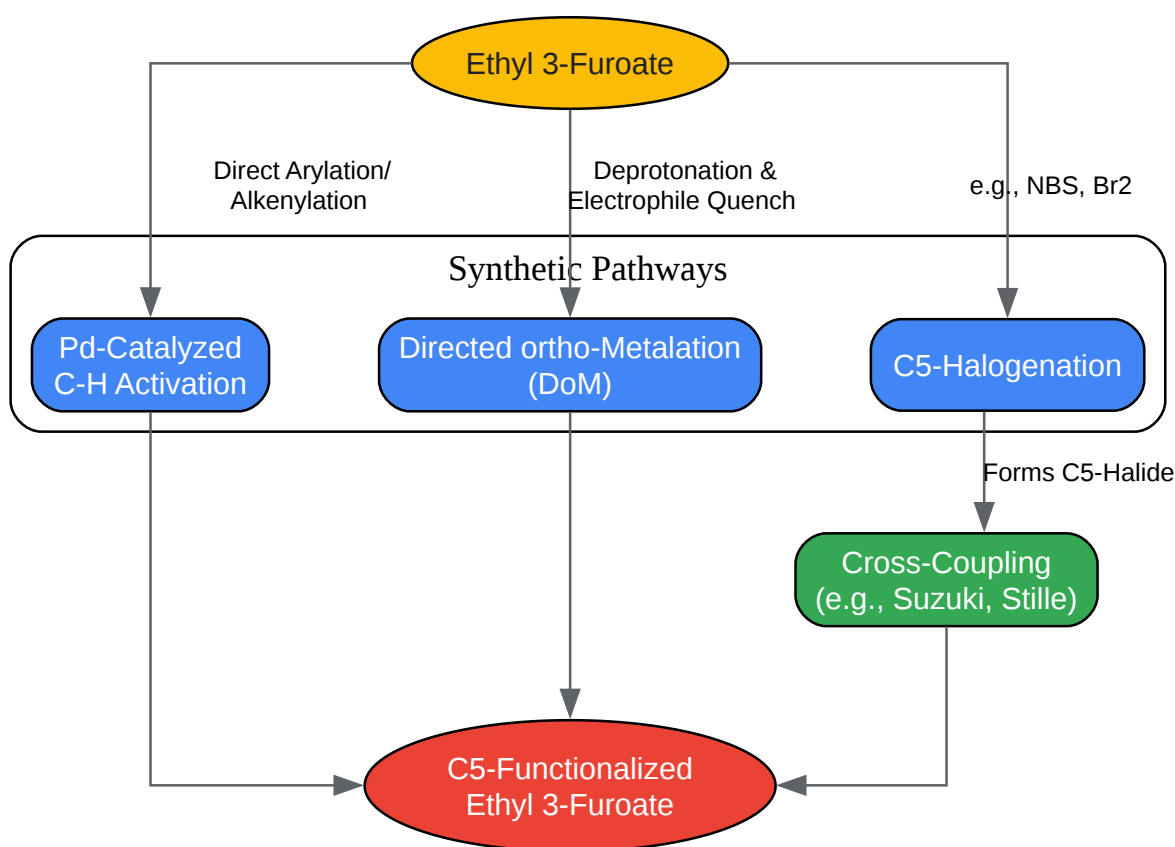 Ethyl 3-Furoate
Direct Arylation/
Alkenylation
Deprotonation &
Electrophile Quench
e.g., NBS, Br2
Synthetic Pathways
Pd-Catalyzed
C-H Activation
Directed ortho-Metalation
(DoM)
C5-Halogenation
Forms C5-Halide
Cross-Coupling
(e.g., Suzuki, Stille)
C5-Functionalized
Ethyl 3-Furoate